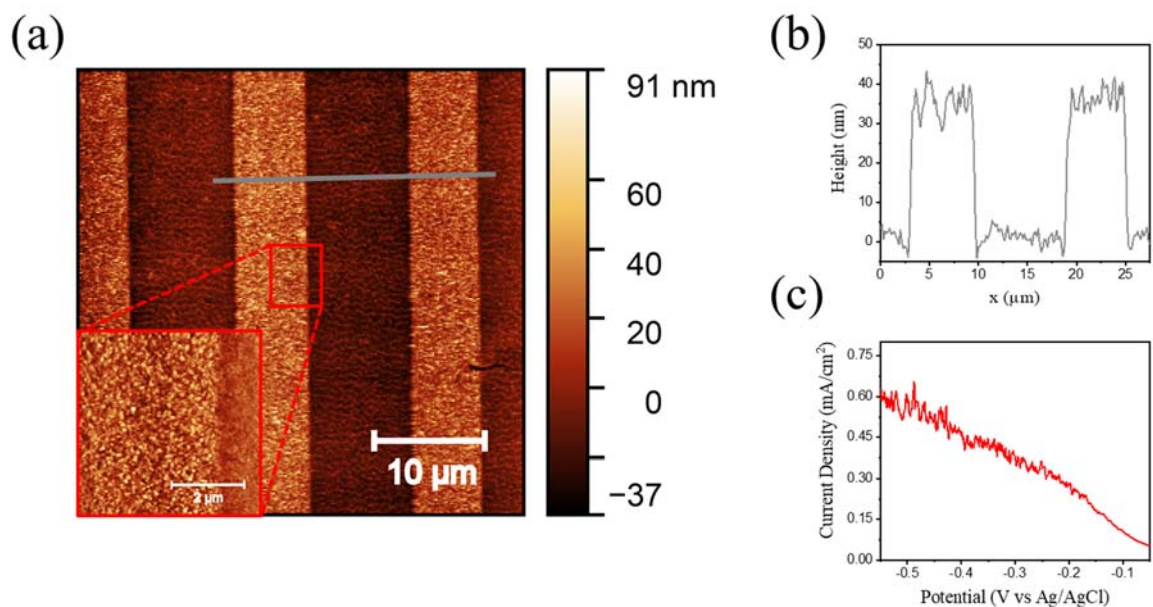 (a)
91 nm
60
40
20
0
−37
10 µm
2 µm
(b)
Height (nm)
50
40
30
20
10
0
0 5 10 15 20 25
x (µm)
(c)
Current Density (mA/cm²)
0.75
0.60
0.45
0.30
0.15
0.00
-0.5 -0.4 -0.3 -0.2 -0.1
Potential (V vs Ag/AgCl)